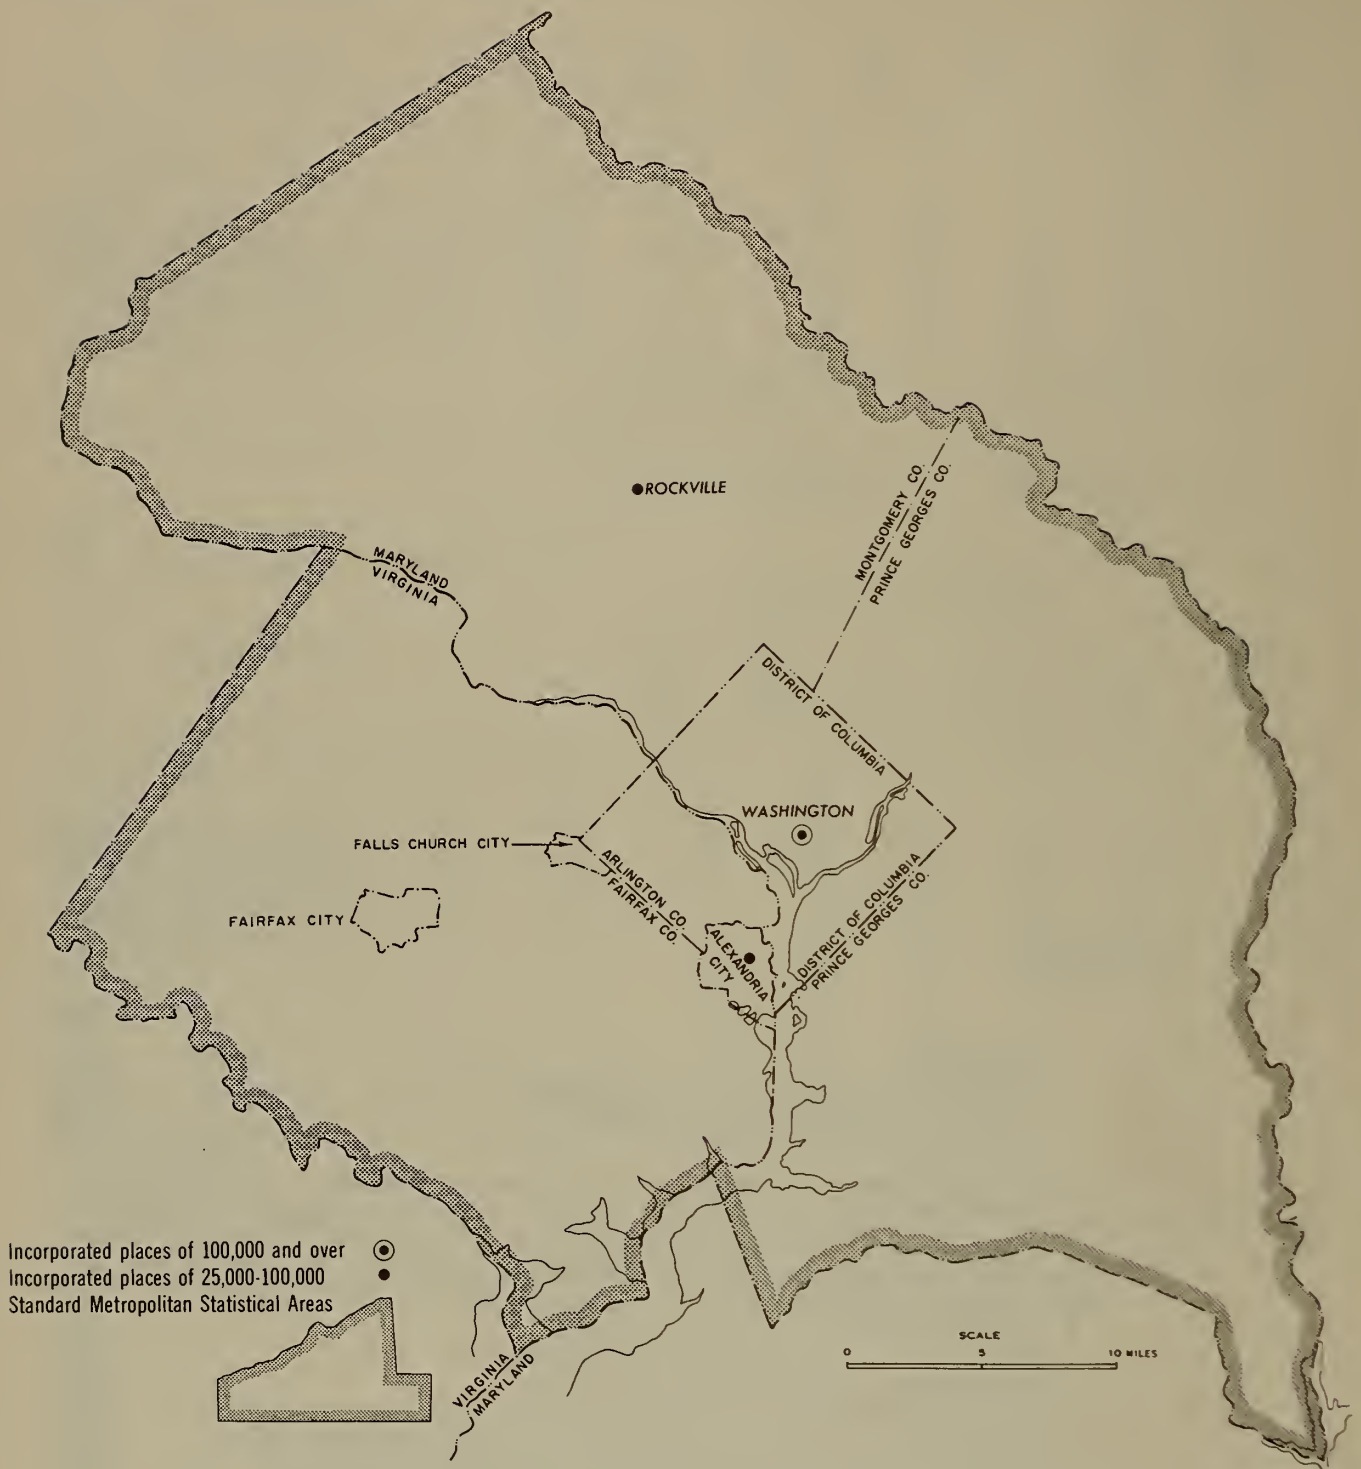 ROCKVILLE
MONTGOMERY CO.
PRINCE GEORGES CO.
MARYLAND
VIRGINIA
DISTRICT OF COLUMBIA
WASHINGTON
FALLS CHURCH CITY
ARLINGTON CO.
FAIRFAX CO.
FAIRFAX CITY
ALEXANDRIA
CITY
DISTRICT OF COLUMBIA
PRINCE GEORGES CO.
Incorporated places of 100,000 and over
Incorporated places of 25,000-100,000
Standard Metropolitan Statistical Areas
SCALE
0 5 10 MILES
VIRGINIA
MARYLAND